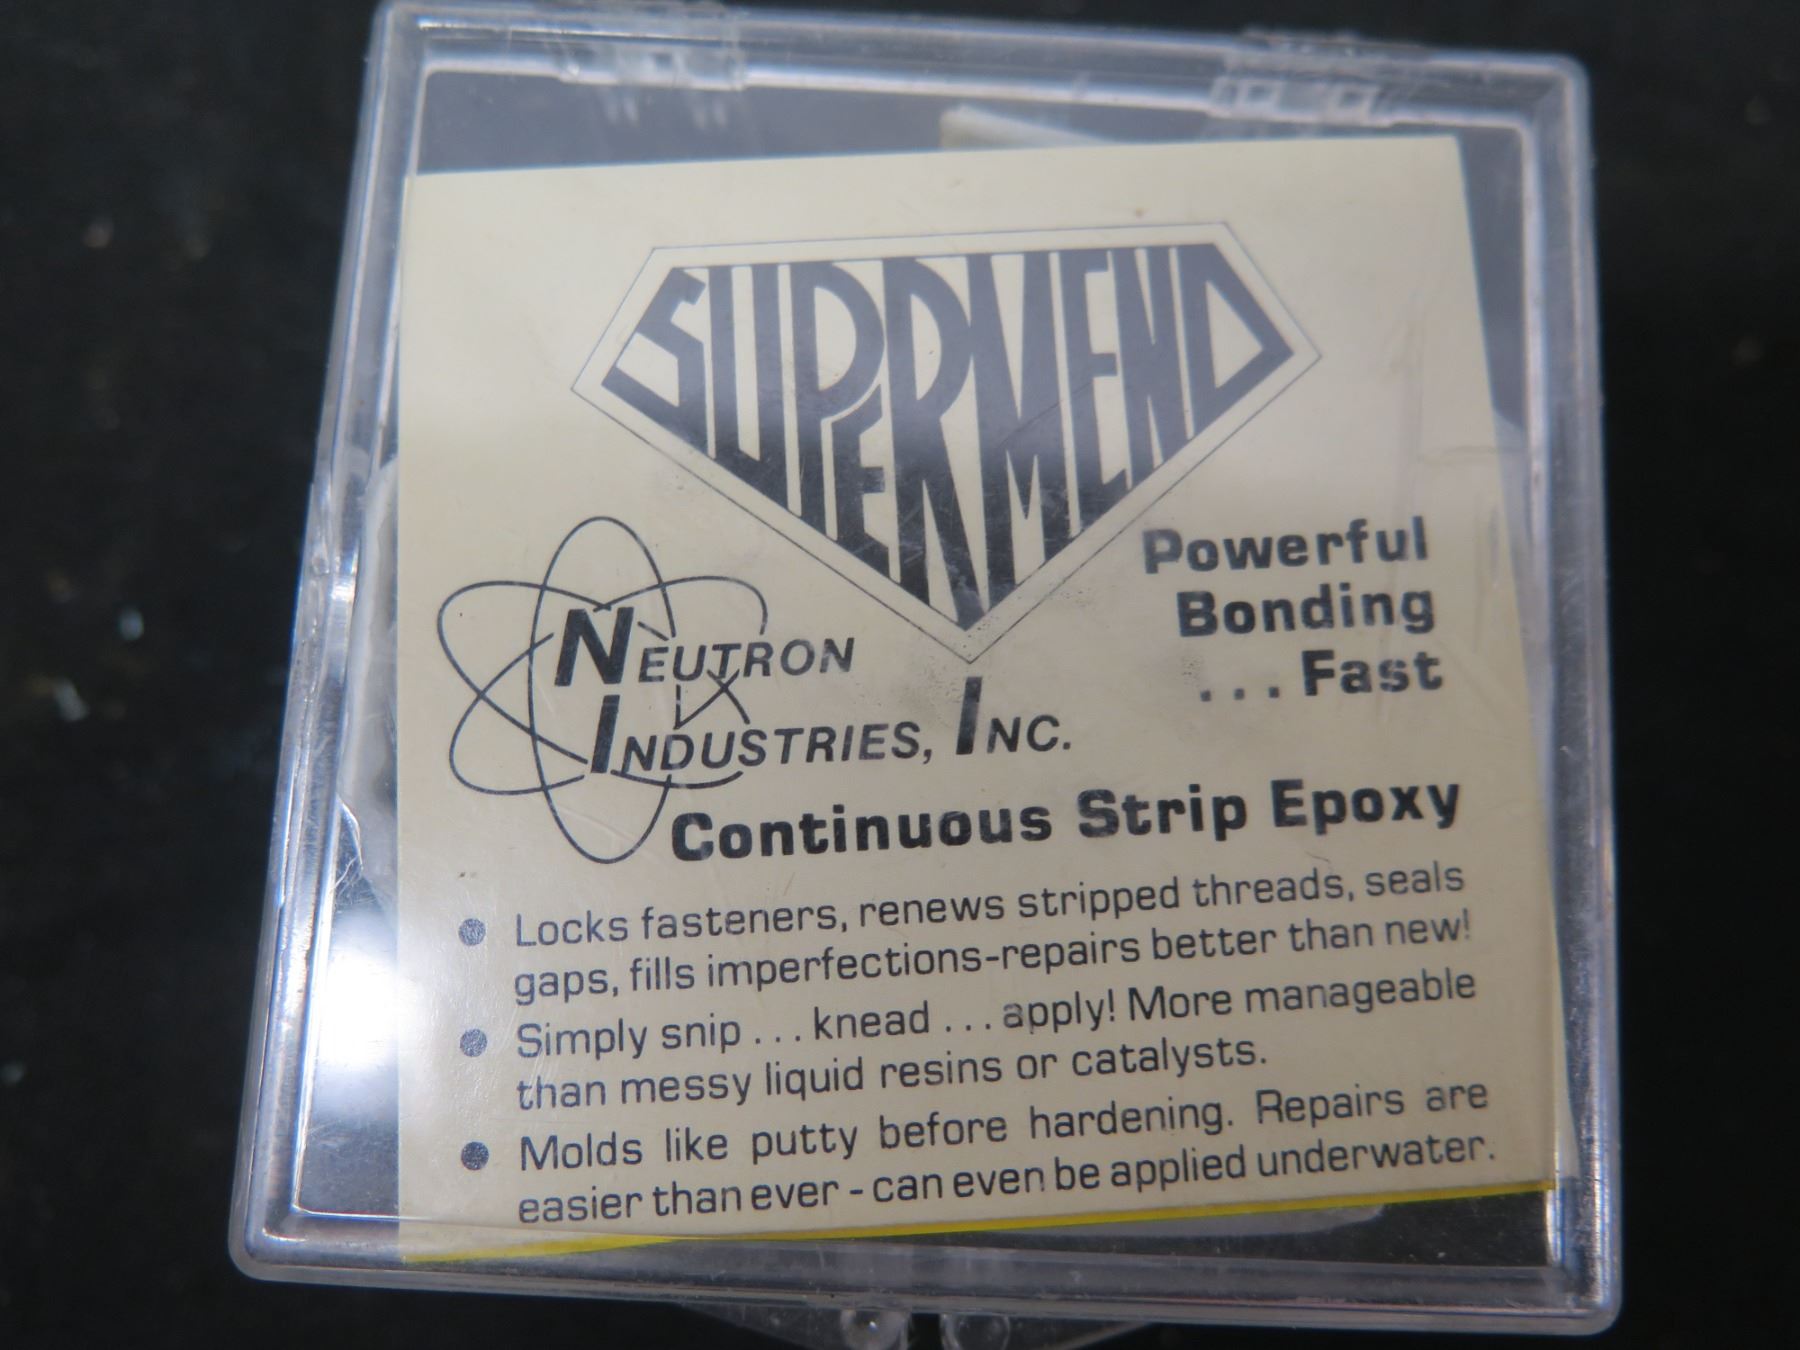 SUPERMEND
Powerful
Bonding
...Fast
NEUTRON
INDUSTRIES, INC.
Continuous Strip Epoxy
● Locks fasteners, renews stripped threads, seals
gaps, fills imperfections-repairs better than new!
● Simply snip...knead...apply! More manageable
than messy liquid resins or catalysts.
● Molds like putty before hardening. Repairs are
easier than ever - can even be applied underwater.